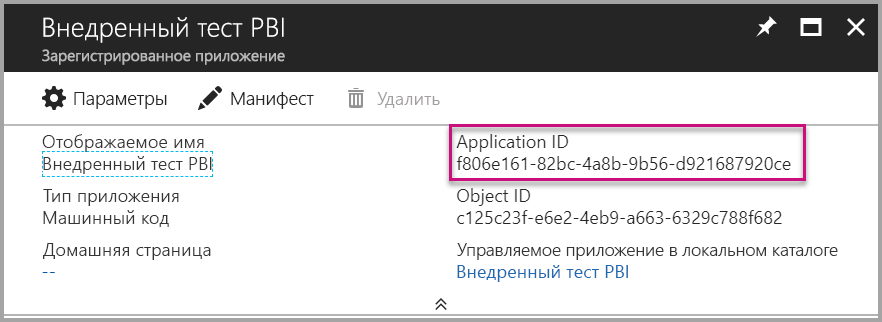 Внедренный тест PBI
Зарегистрированное приложение
Параметры Манифест Удалить
Отображаемое имя
Внедренный тест PBI
Application ID
f806e161-82bc-4a8b-9b56-d921687920ce
Тип приложения
Машинный код
Object ID
c125c23f-e6e2-4eb9-a663-6329c788f682
Домашняя страница
--
Управляемое приложение в локальном каталоге
Внедренный тест PBI